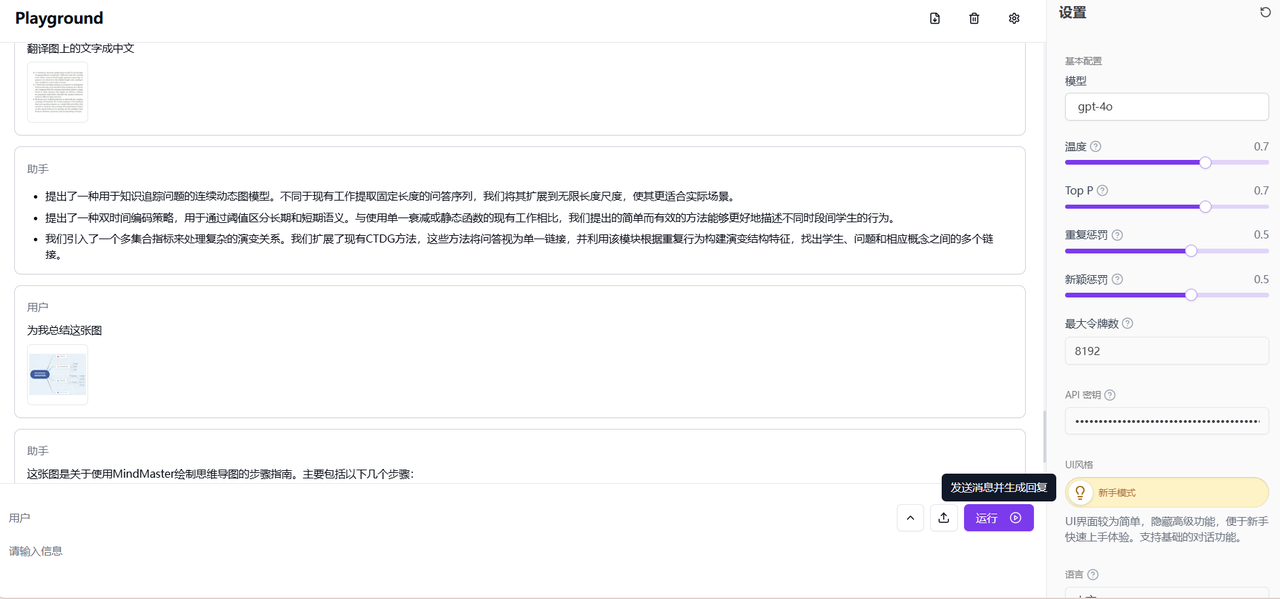 Playground
翻译图上的文字成中文
助手
• 提出了一种用于知识追踪问题的连续动态图模型。不同于现有工作提取固定长度的问答序列，我们将其扩展到无限长度尺度，使其更适合实际场景。
• 提出了一种双时间编码策略，用于通过阈值区分长期和短期语义。与使用单一衰减或静态函数的现有工作相比，我们提出的简单而有效的方法能够更好地描述不同时段间学生的行为。
• 我们引入了一个多集合指标来处理复杂的演变关系。我们扩展了现有CTDG方法，这些方法将问答视为单一链接，并利用该模块根据重复行为构建演变结构特征，找出学生、问题和相应概念之间的多个链
接。
用户
为我总结这张图
助手
这张图是关于使用MindMaster绘制思维导图的步骤指南。主要包括以下几个步骤：
发送消息并生成回复
用户
运行
请输入信息
设置
基本配置
模型
gpt-4o
温度 0.7
Top P 0.7
重复惩罚 0.5
新颖惩罚 0.5
最大令牌数
8192
API 密钥
UI风格
新手模式
UI界面较为简单，隐藏高级功能，便于新手
快速上手体验。支持基础的对话功能。
语言